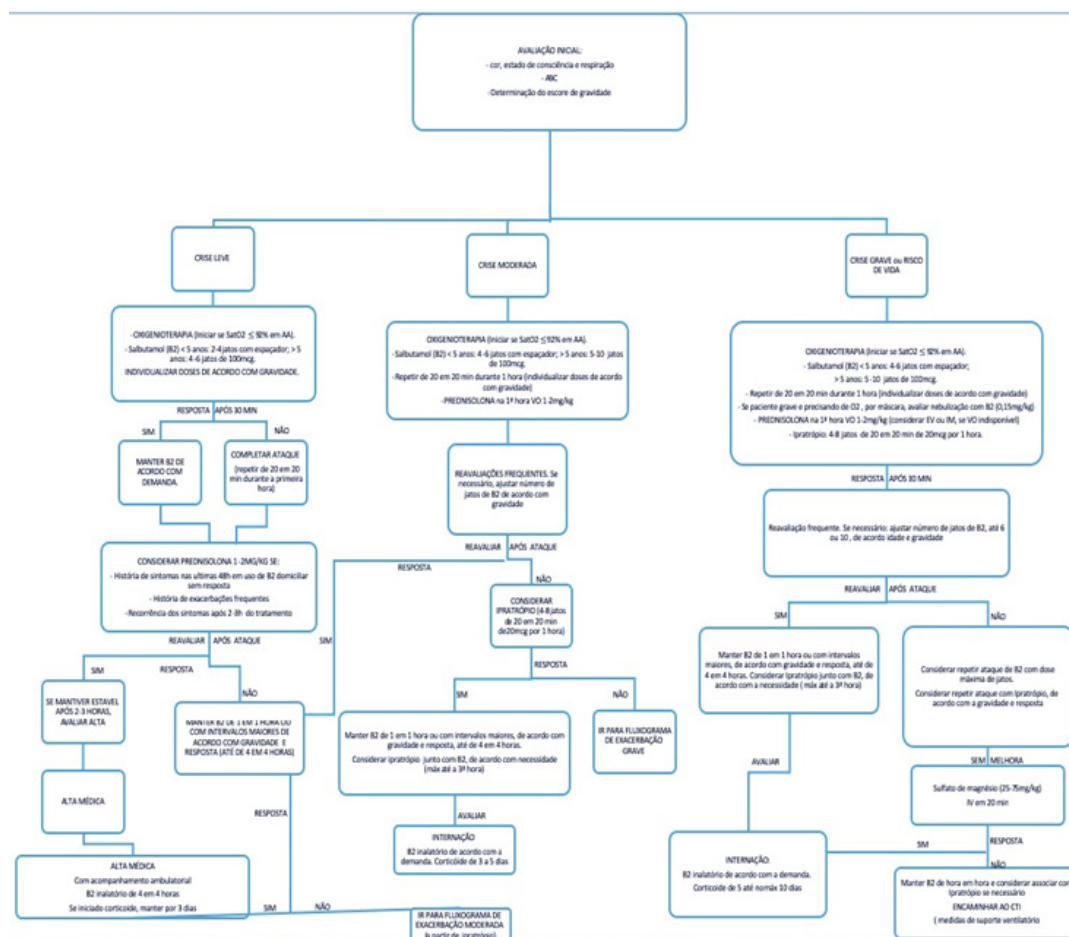 AVALIAÇÃO INICIAL:
- cor, estado de consciência e respiração
- ABC
- Determinação do escore de gravidade
CRISE LEVE
CRISE MODERADA
CRISE GRAVE ou RISCO
DE VIDA
- OXIGENIOTERAPIA (Iniciar se SatO2 ≤ 92% em AA).
- Salbutamol (B2) < 5 anos: 2-4 jatos com espaçador; > 5
anos: 4-6 jatos de 100mcg.
INDIVIDUALIZAR DOSES DE ACORDO COM GRAVIDADE.
RESPOSTA APÓS 30 MIN
SIM
NÃO
MANTER B2 DE
ACORDO COM
DEMANDA.
COMPLETAR ATAQUE
(repetir de 20 em 20
min durante a primeira
hora)
CONSIDERAR PREDNISOLONA 1 -2MG/KG SE:
- História de sintomas nas ultimas 48h em uso de B2 domiciliar
sem resposta
- História de exacerbações frequentes
- Recorrência dos sintomas após 2-3h do tratamento
REAVALIAR APÓS ATAQUE
SIM
RESPOSTA
NÃO
SE MANTIVER ESTAVEL
APÓS 2-3 HORAS,
AVALIAR ALTA
MANTER B2 DE 1 EM 1 HORA OU
COM INTERVALOS MAIORES DE
ACORDO COM GRAVIDADE E
RESPOSTA (ATÉ DE 4 EM 4 HORAS)
ALTA MÉDICA
RESPOSTA
ALTA MÉDICA
Com acompanhamento ambulatorial
B2 inalatório de 4 em 4 horas
Se iniciado corticoide, manter por 3 dias
SIM
NÃO
IR PARA FLUXOGRAMA DE
EXACERBAÇÃO MODERADA
(a partir de ipratrópio)
OXIGENIOTERAPIA (Iniciar se SatO2 ≤92% em AA).
- Salbutamol (B2) < 5 anos: 4 -6 jatos com espaçador; > 5 anos: 5-10 jatos
de 100mcg.
- Repetir de 20 em 20 min durante 1 hora (individualizar doses de acordo
com gravidade)
- PREDNISOLONA na 1ª hora VO 1-2mg/kg
REAVALIAÇÕES FREQUENTES. Se
necessário, ajustar número de
jatos de B2 de acordo com
gravidade
REAVALIAR APÓS ATAQUE
RESPOSTA
SIM
NÃO
CONSIDERAR
IPRATRÓPIO (4-8 jatos
de 20 em 20 min
de20mcg por 1 hora)
RESPOSTA
SIM
NÃO
Manter B2 de 1 em 1 hora ou com intervalos maiores, de acordo com
gravidade e resposta, até de 4 em 4 horas.
Considerar ipratrópio junto com B2, de acordo com necessidade
(máx até a 3ª hora)
IR PARA FLUXOGRAMA DE
EXACERBAÇÃO GRAVE
AVALIAR
INTERNAÇÃO
B2 inalatório de acordo com a
demanda. Corticóide de 3 a 5 dias
OXIGENIOTERAPIA (Iniciar se SatO2 ≤ 92% em AA).
- Salbutamol (B2) < 5 anos: 4-6 jatos com espaçador;
> 5 anos: 5-10 jatos de 100mcg.
- Repetir de 20 em 20 min durante 1 hora (individualizar doses de acordo com gravidade)
- Se paciente grave e precisando de O2 , por máscara, avaliar nebulização com B2 (0,15mg/kg)
- PREDNISOLONA na 1ª hora VO 1-2mg/kg (considerar EV ou IM, se VO indisponível)
- Ipratrópio: 4-8 jatos de 20 em 20 min de 20mcg por 1 hora.
RESPOSTA APÓS 30 MIN
Reavaliação frequente. Se necessário: ajustar número de jatos de B2, até 6
ou 10 , de acordo idade e gravidade
REAVALIAR APÓS ATAQUE
SIM
NÃO
Manter B2 de 1 em 1 hora ou com intervalos
maiores, de acordo com gravidade e resposta, até de
4 em 4 horas. Considerar Ipratrópio junto com B2, de
acordo com a necessidade ( máx até a 3ª hora)
Considerar repetir ataque de B2 com dose
máxima de jatos.
Considerar repetir ataque com Ipratrópio, de
acordo com a gravidade e resposta
AVALIAR
SEM MELHORA
Sulfato de magnésio (25-75mg/kg)
IV em 20 min
RESPOSTA
SIM
NÃO
INTERNAÇÃO:
B2 inalatório de acordo com a demanda.
Corticoide de 5 até no máx 10 dias
Manter B2 de hora em hora e considerar associar com
Ipratrópio se necessário
ENCAMINHAR AO CTI
( medidas de suporte ventilatório